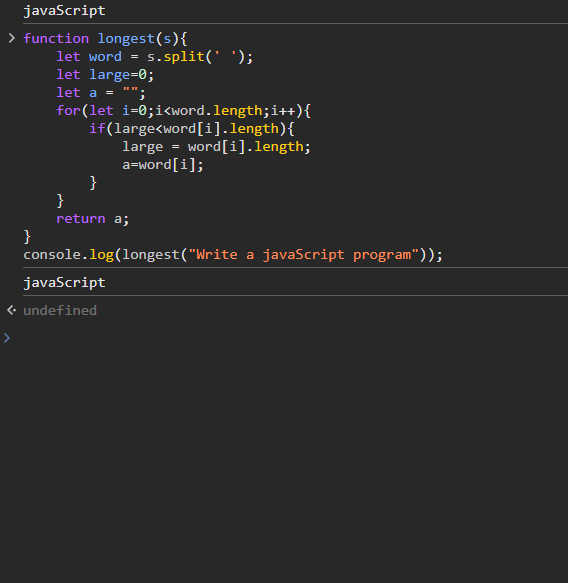 javaScript
function longest(s){
    let word = s.split(' ');
    let large=0;
    let a = "";
    for(let i=0;i<word.length;i++){
        if(large<word[i].length){
            large = word[i].length;
            a=word[i];
        }
    }
    return a;
}
console.log(longest("Write a javaScript program"));
javaScript
undefined